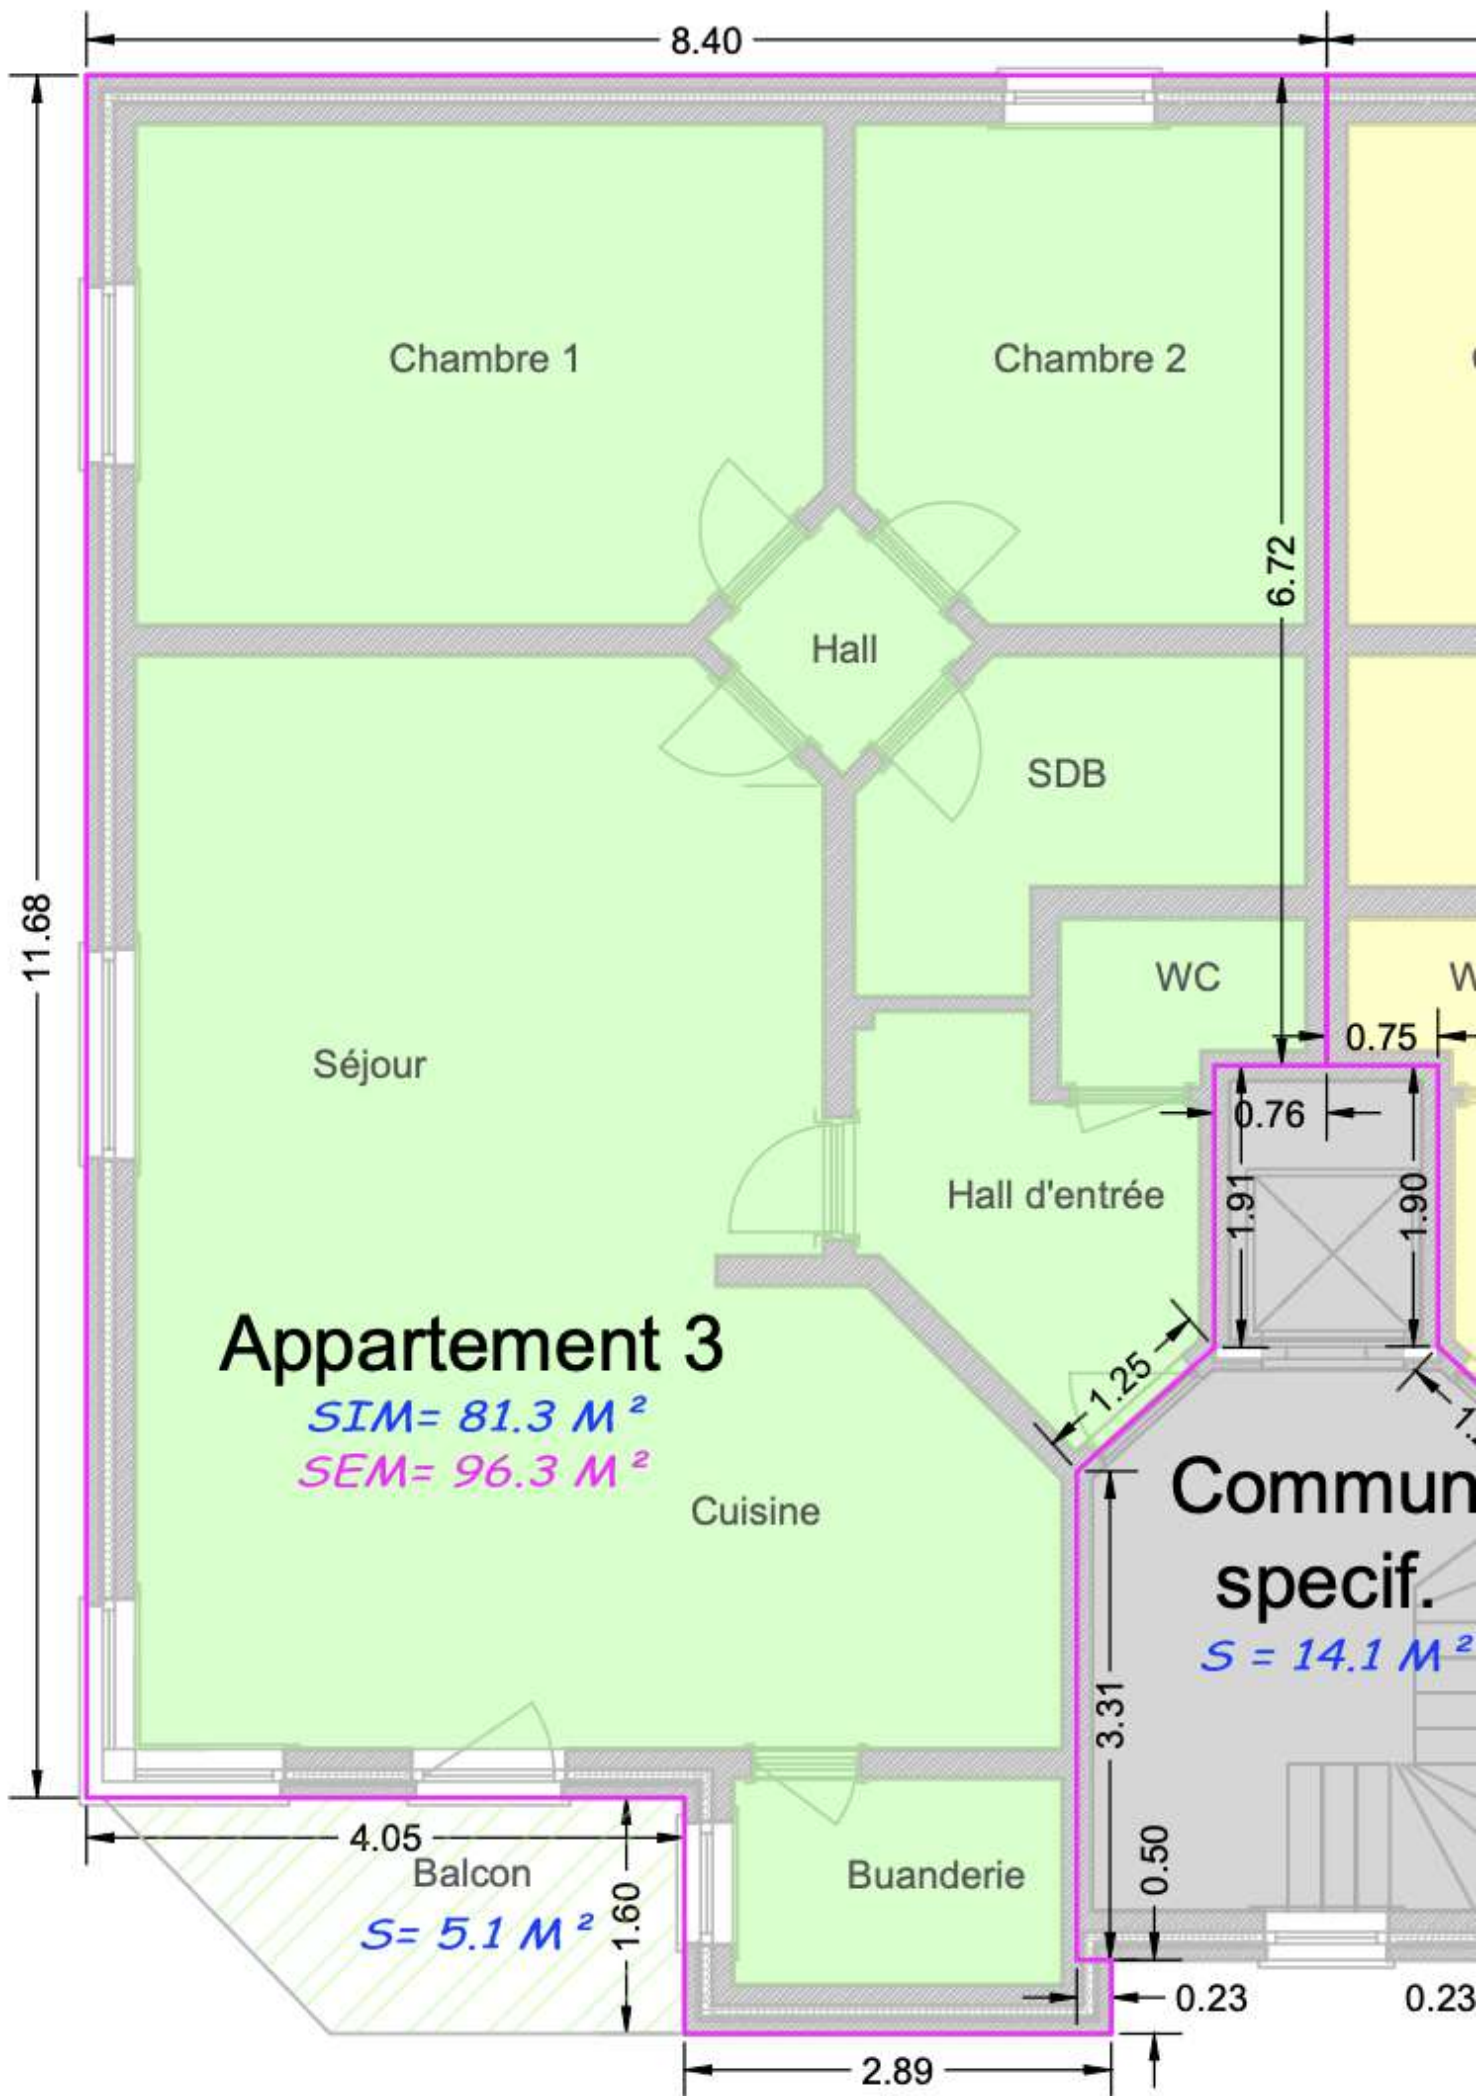 8.40
Chambre 1
Chambre 2
6.72
Hall
SDB
11.68
WC
Séjour
0.75
0.76
Hall d'entrée
1.91
1.90
Appartement 3
SIM= 81.3 M²
SEM= 96.3 M²
1.25
Cuisine
Commun
specif.
S = 14.1 M²
3.31
4.05
Balcon
S= 5.1 M²
1.60
Buanderie
0.50
0.23
0.23
2.89